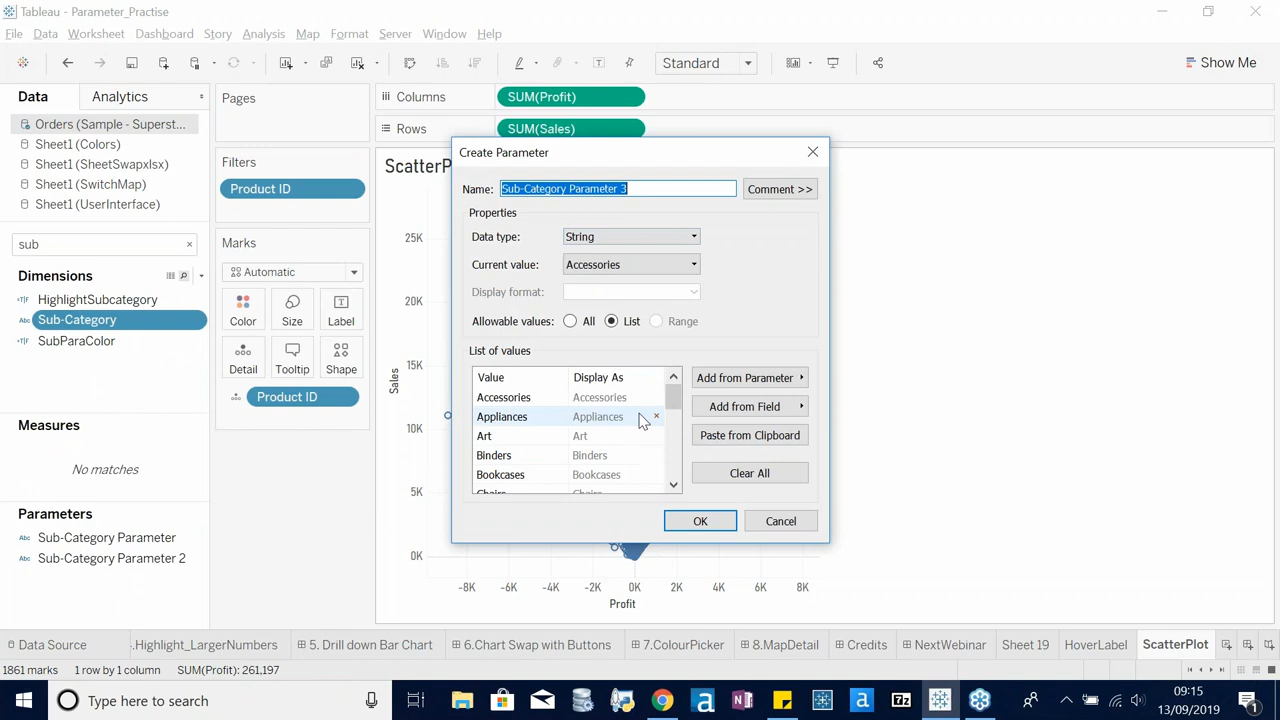 Tableau - Parameter_Practise
File Data Worksheet Dashboard Story Analysis Map Format Server Window Help
Standard
Show Me
Data Analytics
Orders (Sample - Superst...
Sheet1 (Colors)
Sheet1 (SheetSwapxlsx)
Sheet1 (SwitchMap)
Sheet1 (UserInterface)
sub
Dimensions
HighlightSubcategory
Abc Sub-Category
SubParaColor
Measures
No matches
Parameters
Abc Sub-Category Parameter
Abc Sub-Category Parameter 2
Pages
Filters
Product ID
Marks
Automatic
Color Size Label
Detail Tooltip Shape
Product ID
Columns SUM(Profit)
Rows SUM(Sales)
ScatterP
25K
20K
15K
10K
5K
0K
Sales
-8K -6K -4K -2K 0K 2K 4K 6K 8K
Profit
Create Parameter
Name: Sub-Category Parameter 3 Comment >>
Properties
Data type: String
Current value: Accessories
Display format:
Allowable values: All List Range
List of values
Value Display As
Accessories Accessories
Appliances Appliances
Art Art
Binders Binders
Bookcases Bookcases
Chairs Chairs
Add from Parameter
Add from Field
Paste from Clipboard
Clear All
OK Cancel
Data Source .Highlight_LargerNumbers 5. Drill down Bar Chart 6.Chart Swap with Buttons 7.ColourPicker 8.MapDetail Credits NextWebinar Sheet 19 HoverLabel ScatterPlot
1861 marks 1 row by 1 column SUM(Profit): 261,197
Type here to search
09:15
13/09/2019